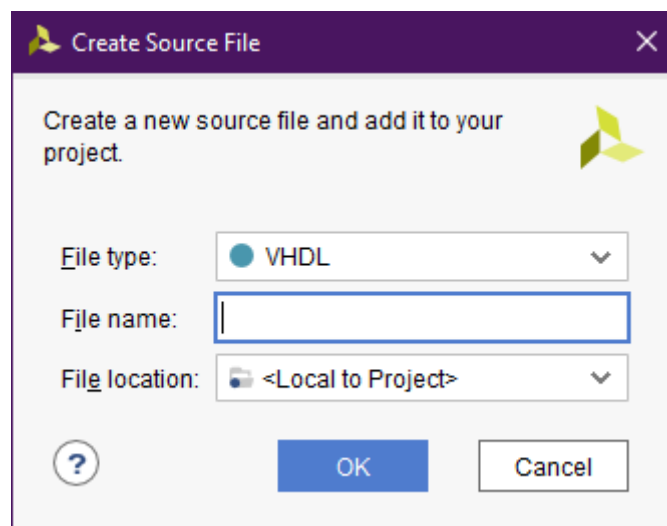 Create Source File
Create a new source file and add it to your
project.
File type: VHDL
File name:
File location: <Local to Project>
? OK Cancel